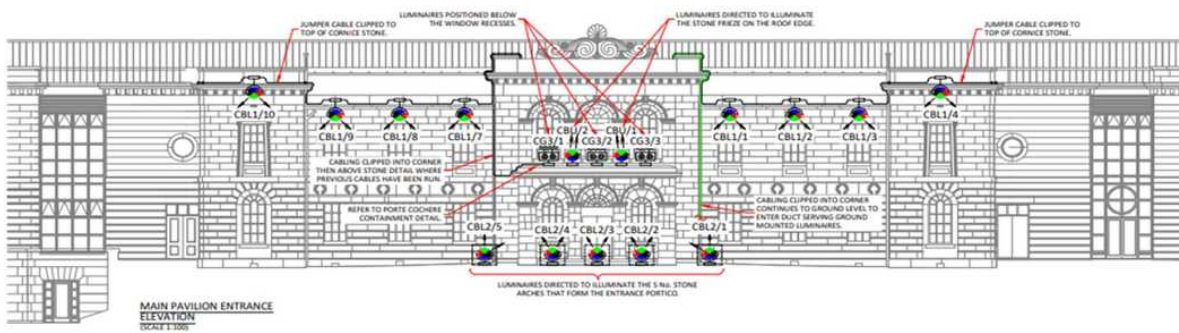 LUMINAIRES POSITIONED BELOW
THE WINDOW RECESSES.
LUMINAIRES DIRECTED TO ILLUMINATE
THE STONE FRIEZE ON THE ROOF EDGE.
JUMPER CABLE CLIPPED TO
TOP OF CORNICE STONE.
JUMPER CABLE CLIPPED TO
TOP OF CORNICE STONE.
CBL1/10
CBL1/9
CBL1/8
CBL1/7
CG3/1
CBU/2
CG3/2
CBU/1
CG3/3
CBL1/1
CBL1/2
CBL1/3
CBL1/4
CABLING CLIPPED INTO CORNER
THEN ABOVE STONE DETAIL WHERE
PREVIOUS CABLES HAVE BEEN RUN.
REFER TO PORTE COCHERE
CONTAINMENT DETAIL.
CABLING CLIPPED INTO CORNER
CONTINUES TO GROUND LEVEL TO
ENTER DUCT SERVING GROUND
MOUNTED LUMINAIRES.
CBL2/5
CBL2/4
CBL2/3
CBL2/2
CBL2/1
LUMINAIRES DIRECTED TO ILLUMINATE THE 5 No. STONE
ARCHES THAT FORM THE ENTRANCE PORTICO.
MAIN PAVILION ENTRANCE
ELEVATION
(SCALE 1:100)